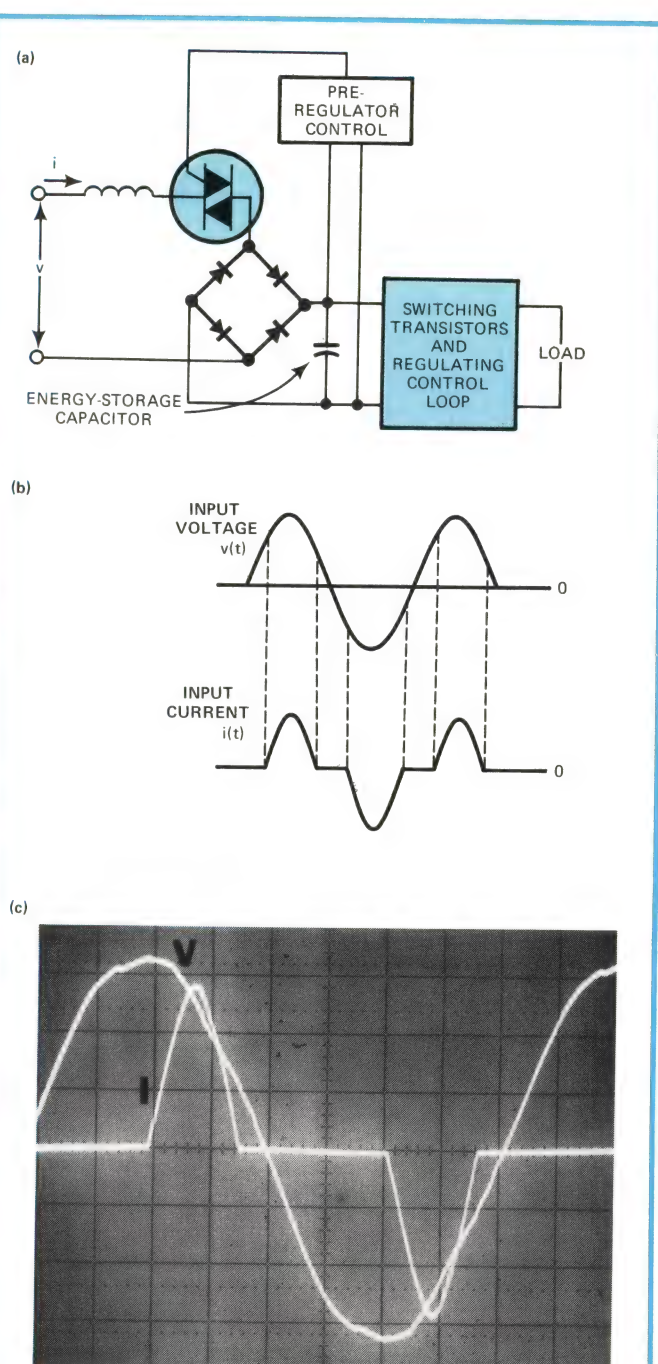 (a)
PRE-
REGULATOR
CONTROL
i
v
SWITCHING
TRANSISTORS
AND
REGULATING
CONTROL
LOOP
LOAD
ENERGY-STORAGE
CAPACITOR
(b)
INPUT
VOLTAGE
v(t)
0
INPUT
CURRENT
i(t)
0
(c)
V
I